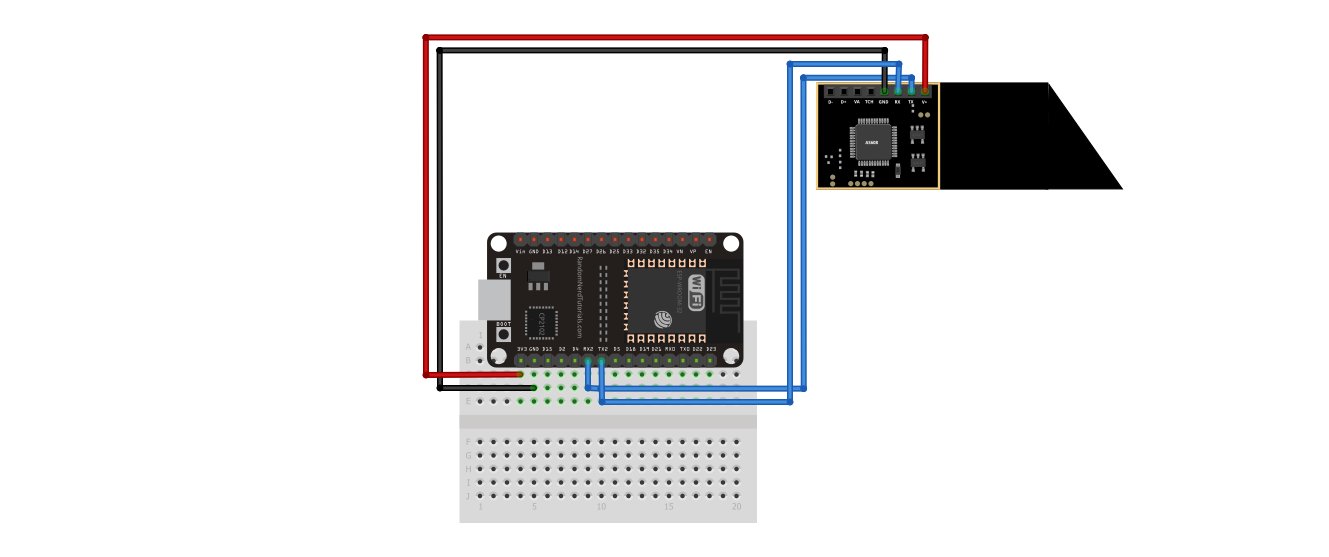 D- D+ VA TCH GND RX TX V+
AS608
Vin GND D13 D12 D14 D27 D26 D25 D33 D32 D35 D34 VN VP EN
EN
RandomNerdTutorials.com
ESP-WROOM-32
WiFi
CP2102
BOOT
3V3 GND D15 D2 D4 RX2 TX2 D5 D18 D19 D21 RX0 TX0 D22 D23
I
A
B
E
F
G
H
I
J
1 5 10 15 20